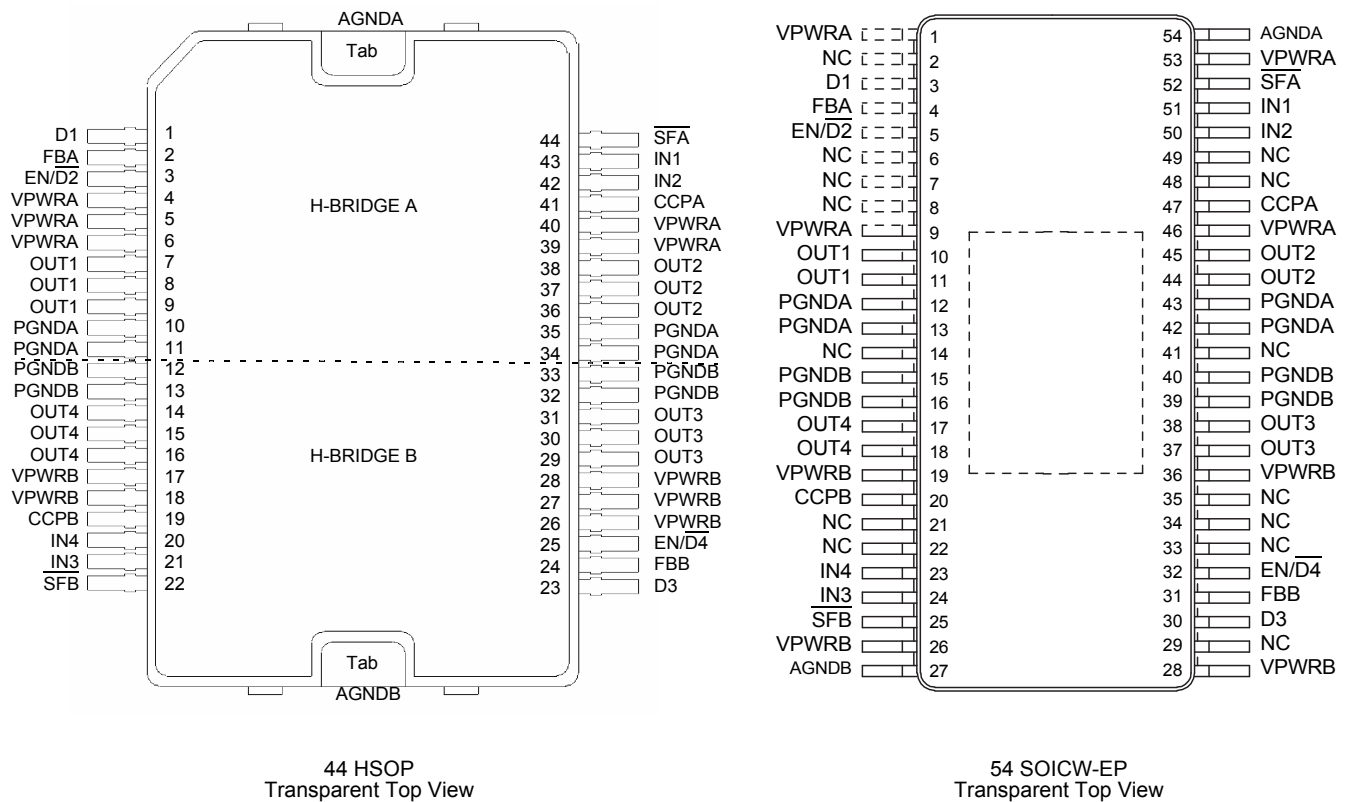 AGNDA
Tab
D1 1
FBA 2
EN/D2 3
VPWRA 4
VPWRA 5
VPWRA 6
OUT1 7
OUT1 8
OUT1 9
PGNDA 10
PGNDA 11
PGNDB 12
PGNDB 13
OUT4 14
OUT4 15
OUT4 16
VPWRB 17
VPWRB 18
CCPB 19
IN4 20
IN3 21
SFB 22
H-BRIDGE A
H-BRIDGE B
44 SFA
43 IN1
42 IN2
41 CCPA
40 VPWRA
39 VPWRA
38 OUT2
37 OUT2
36 OUT2
35 PGNDA
34 PGNDA
33 PGNDB
32 PGNDB
31 OUT3
30 OUT3
29 OUT3
28 VPWRB
27 VPWRB
26 VPWRB
25 EN/D4
24 FBB
23 D3
Tab
AGNDB
44 HSOP
Transparent Top View
VPWRA 1
NC 2
D1 3
FBA 4
EN/D2 5
NC 6
NC 7
NC 8
VPWRA 9
OUT1 10
OUT1 11
PGNDA 12
PGNDA 13
NC 14
PGNDB 15
PGNDB 16
OUT4 17
OUT4 18
VPWRB 19
CCPB 20
NC 21
NC 22
IN4 23
IN3 24
SFB 25
VPWRB 26
AGNDB 27
54 AGNDA
53 VPWRA
52 SFA
51 IN1
50 IN2
49 NC
48 NC
47 CCPA
46 VPWRA
45 OUT2
44 OUT2
43 PGNDA
42 PGNDA
41 NC
40 PGNDB
39 PGNDB
38 OUT3
37 OUT3
36 VPWRB
35 NC
34 NC
33 NC
32 EN/D4
31 FBB
30 D3
29 NC
28 VPWRB
54 SOICW-EP
Transparent Top View